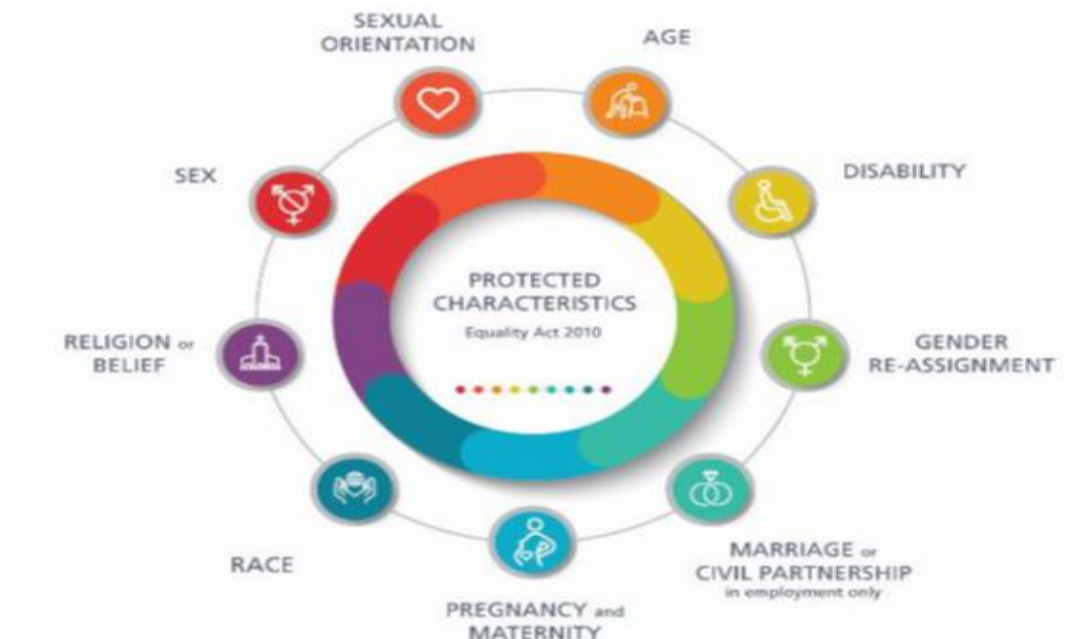 SEXUAL
ORIENTATION
AGE
SEX
DISABILITY
PROTECTED
CHARACTERISTICS
Equality Act 2010
RELIGION or
BELIEF
GENDER
RE-ASSIGNMENT
RACE
MARRIAGE or
CIVIL PARTNERSHIP
in employment only
PREGNANCY and
MATERNITY